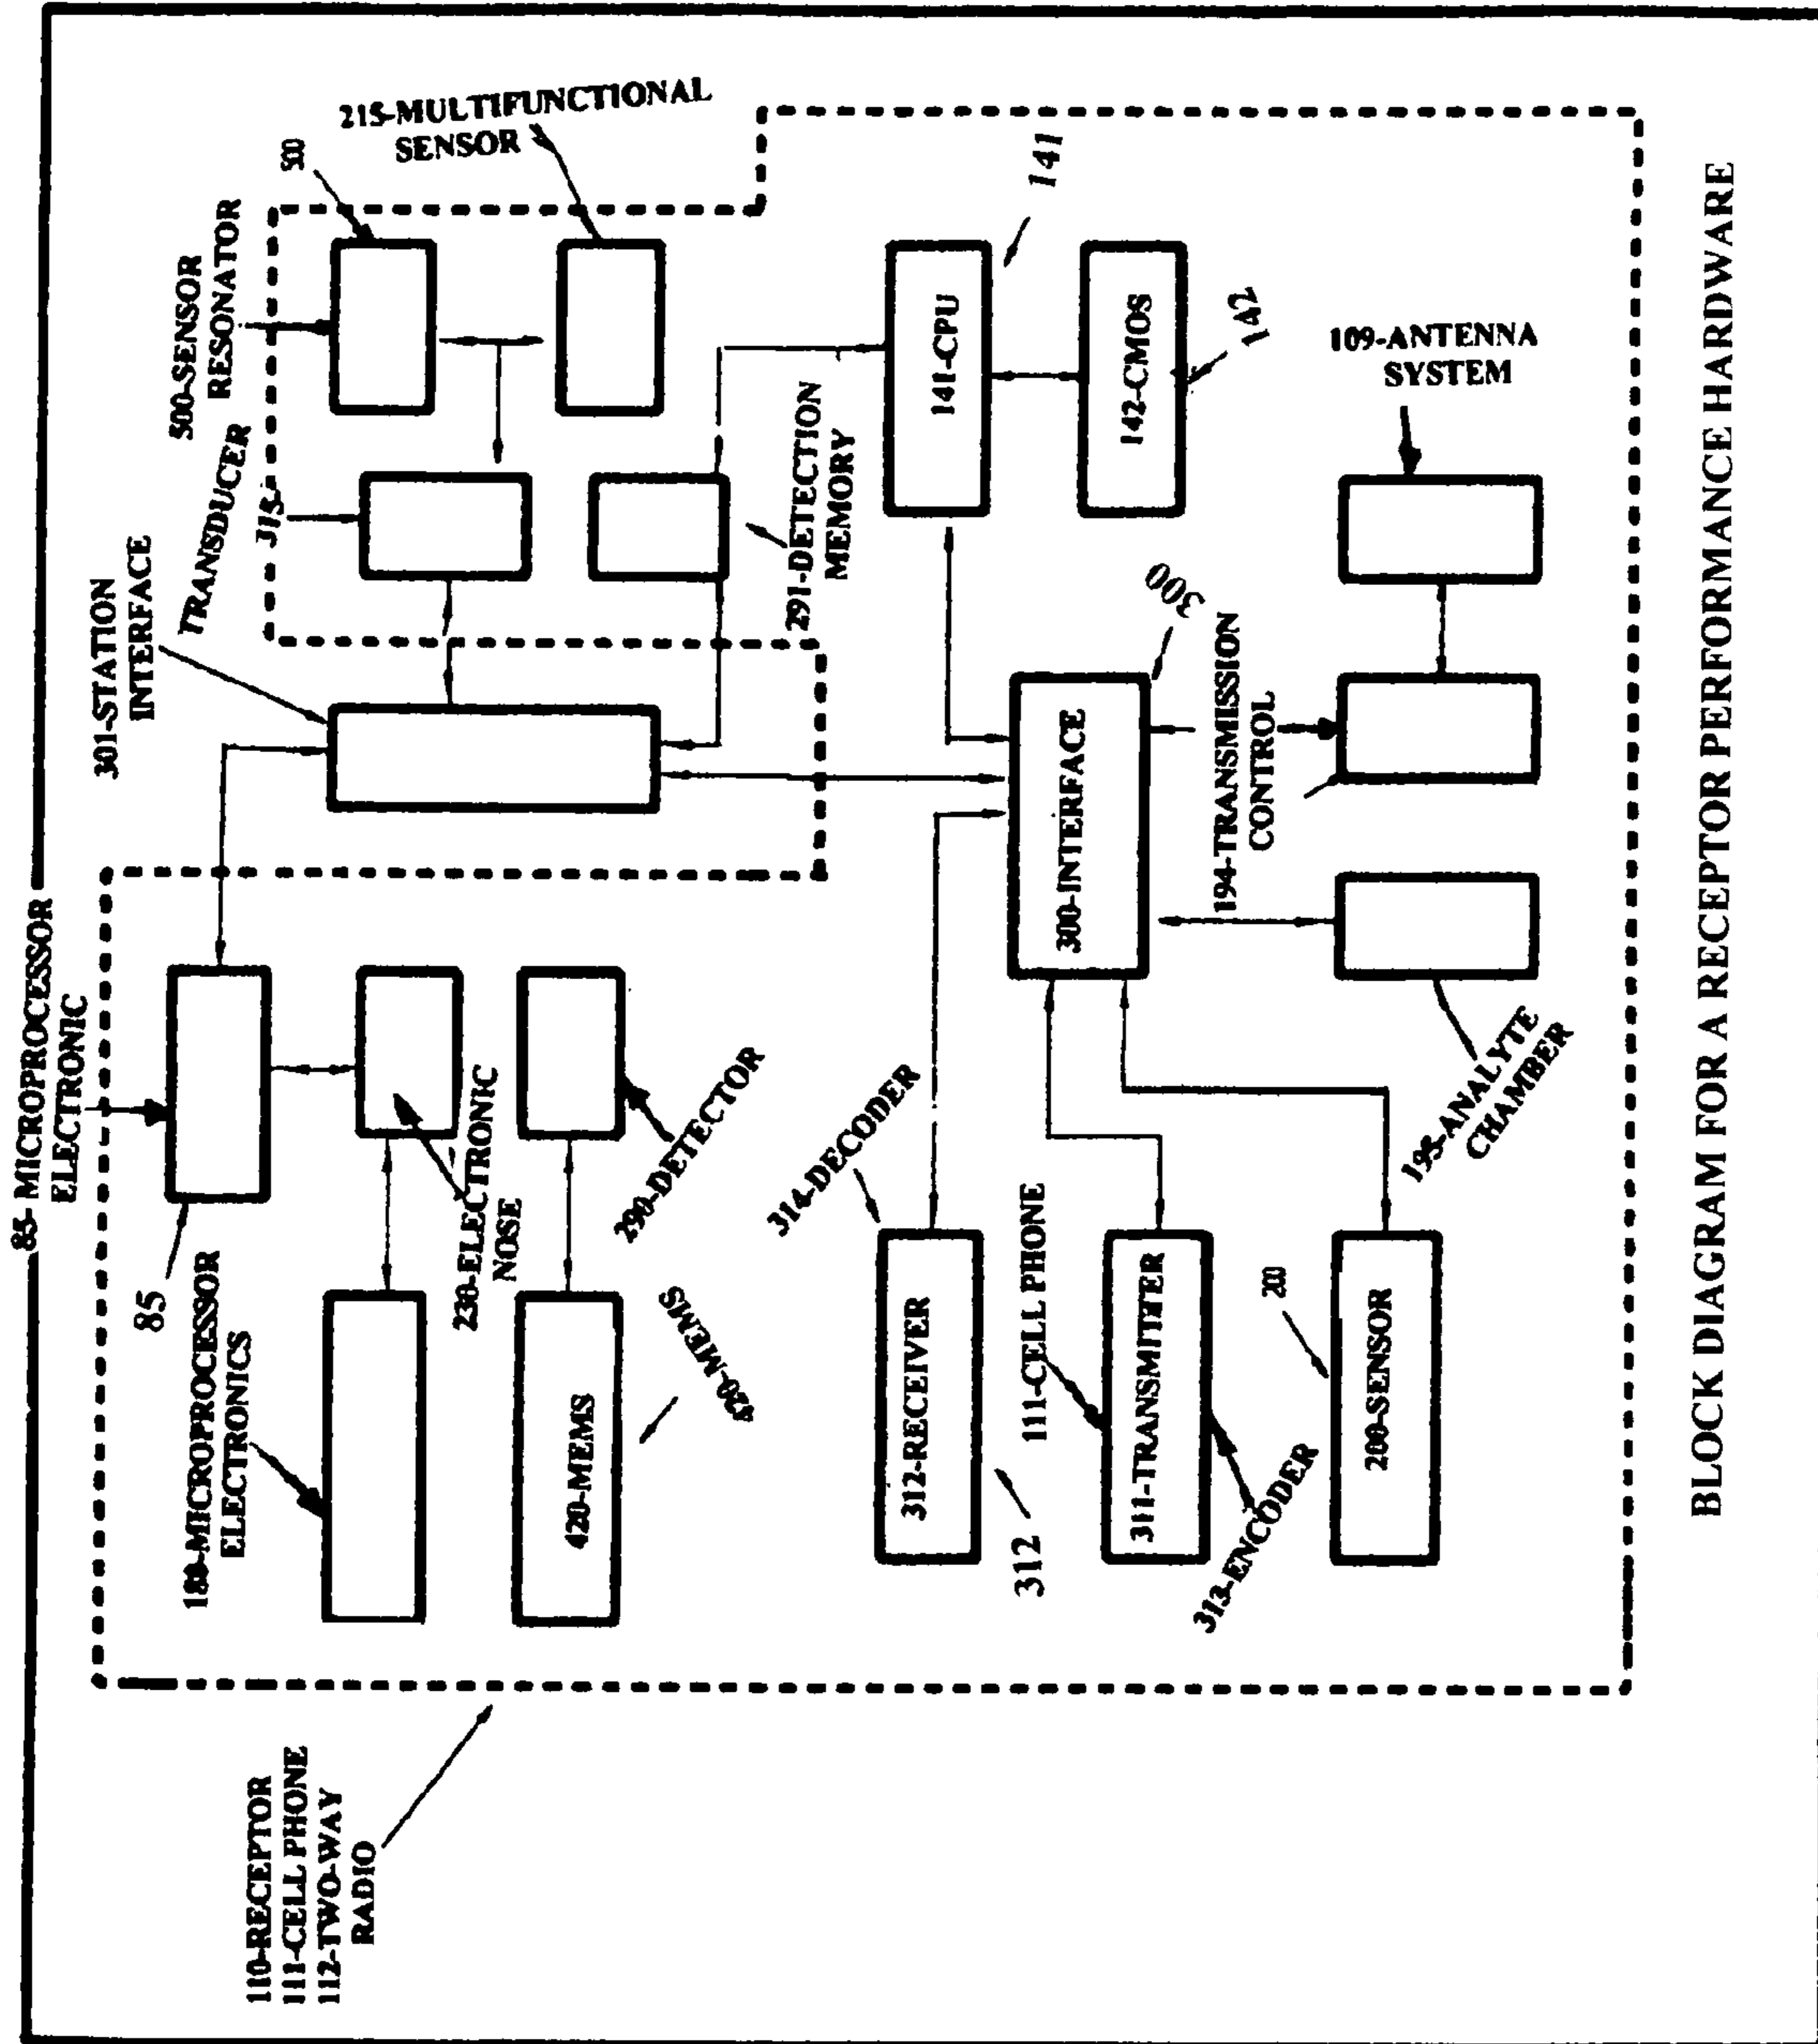 110-RECEPTOR
111-CELL PHONE
112-TWO-WAY
RADIO
85- MICROPROCESSOR
ELECTRONIC
85
180-MICROPROCESSOR
ELECTRONICS
230-ELECTRONIC
NOSE
420-MEMS
420-MEMS
290-DETECTOR
301-STATION
INTERFACE
TRANSDUCER
315
500-SENSOR
RESONATOR
500
215-MULTIFUNCTIONAL
SENSOR
291-DETECTION
MEMORY
314-DECODER
312-RECEIVER
312
111-CELL PHONE
311-TRANSMITTER
313-ENCODER
200
200-SENSOR
300-INTERFACE
300
141-CPU
141
142-CMOS
142
194-TRANSMISSION
CONTROL
109-ANTENNA
SYSTEM
195-ANALYTE
CHAMBER
BLOCK DIAGRAM FOR A RECEPTOR PERFORMANCE HARDWARE